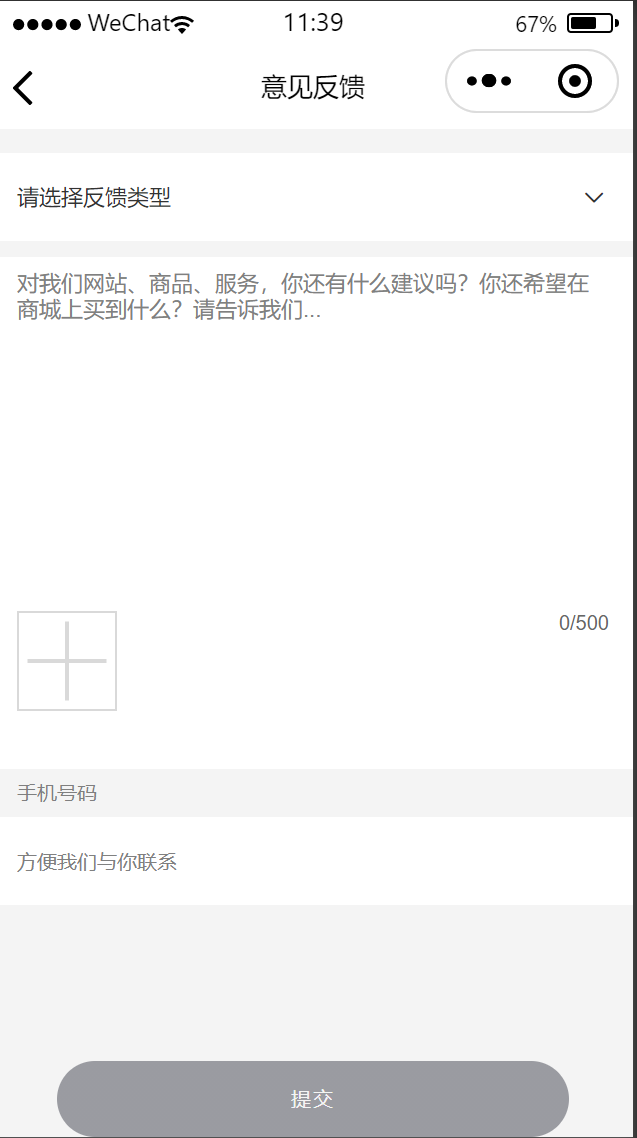 WeChat 11:39 67%
意见反馈
请选择反馈类型
对我们网站、商品、服务，你还有什么建议吗？你还希望在
商城上买到什么？请告诉我们...
0/500
手机号码
方便我们与你联系
提交